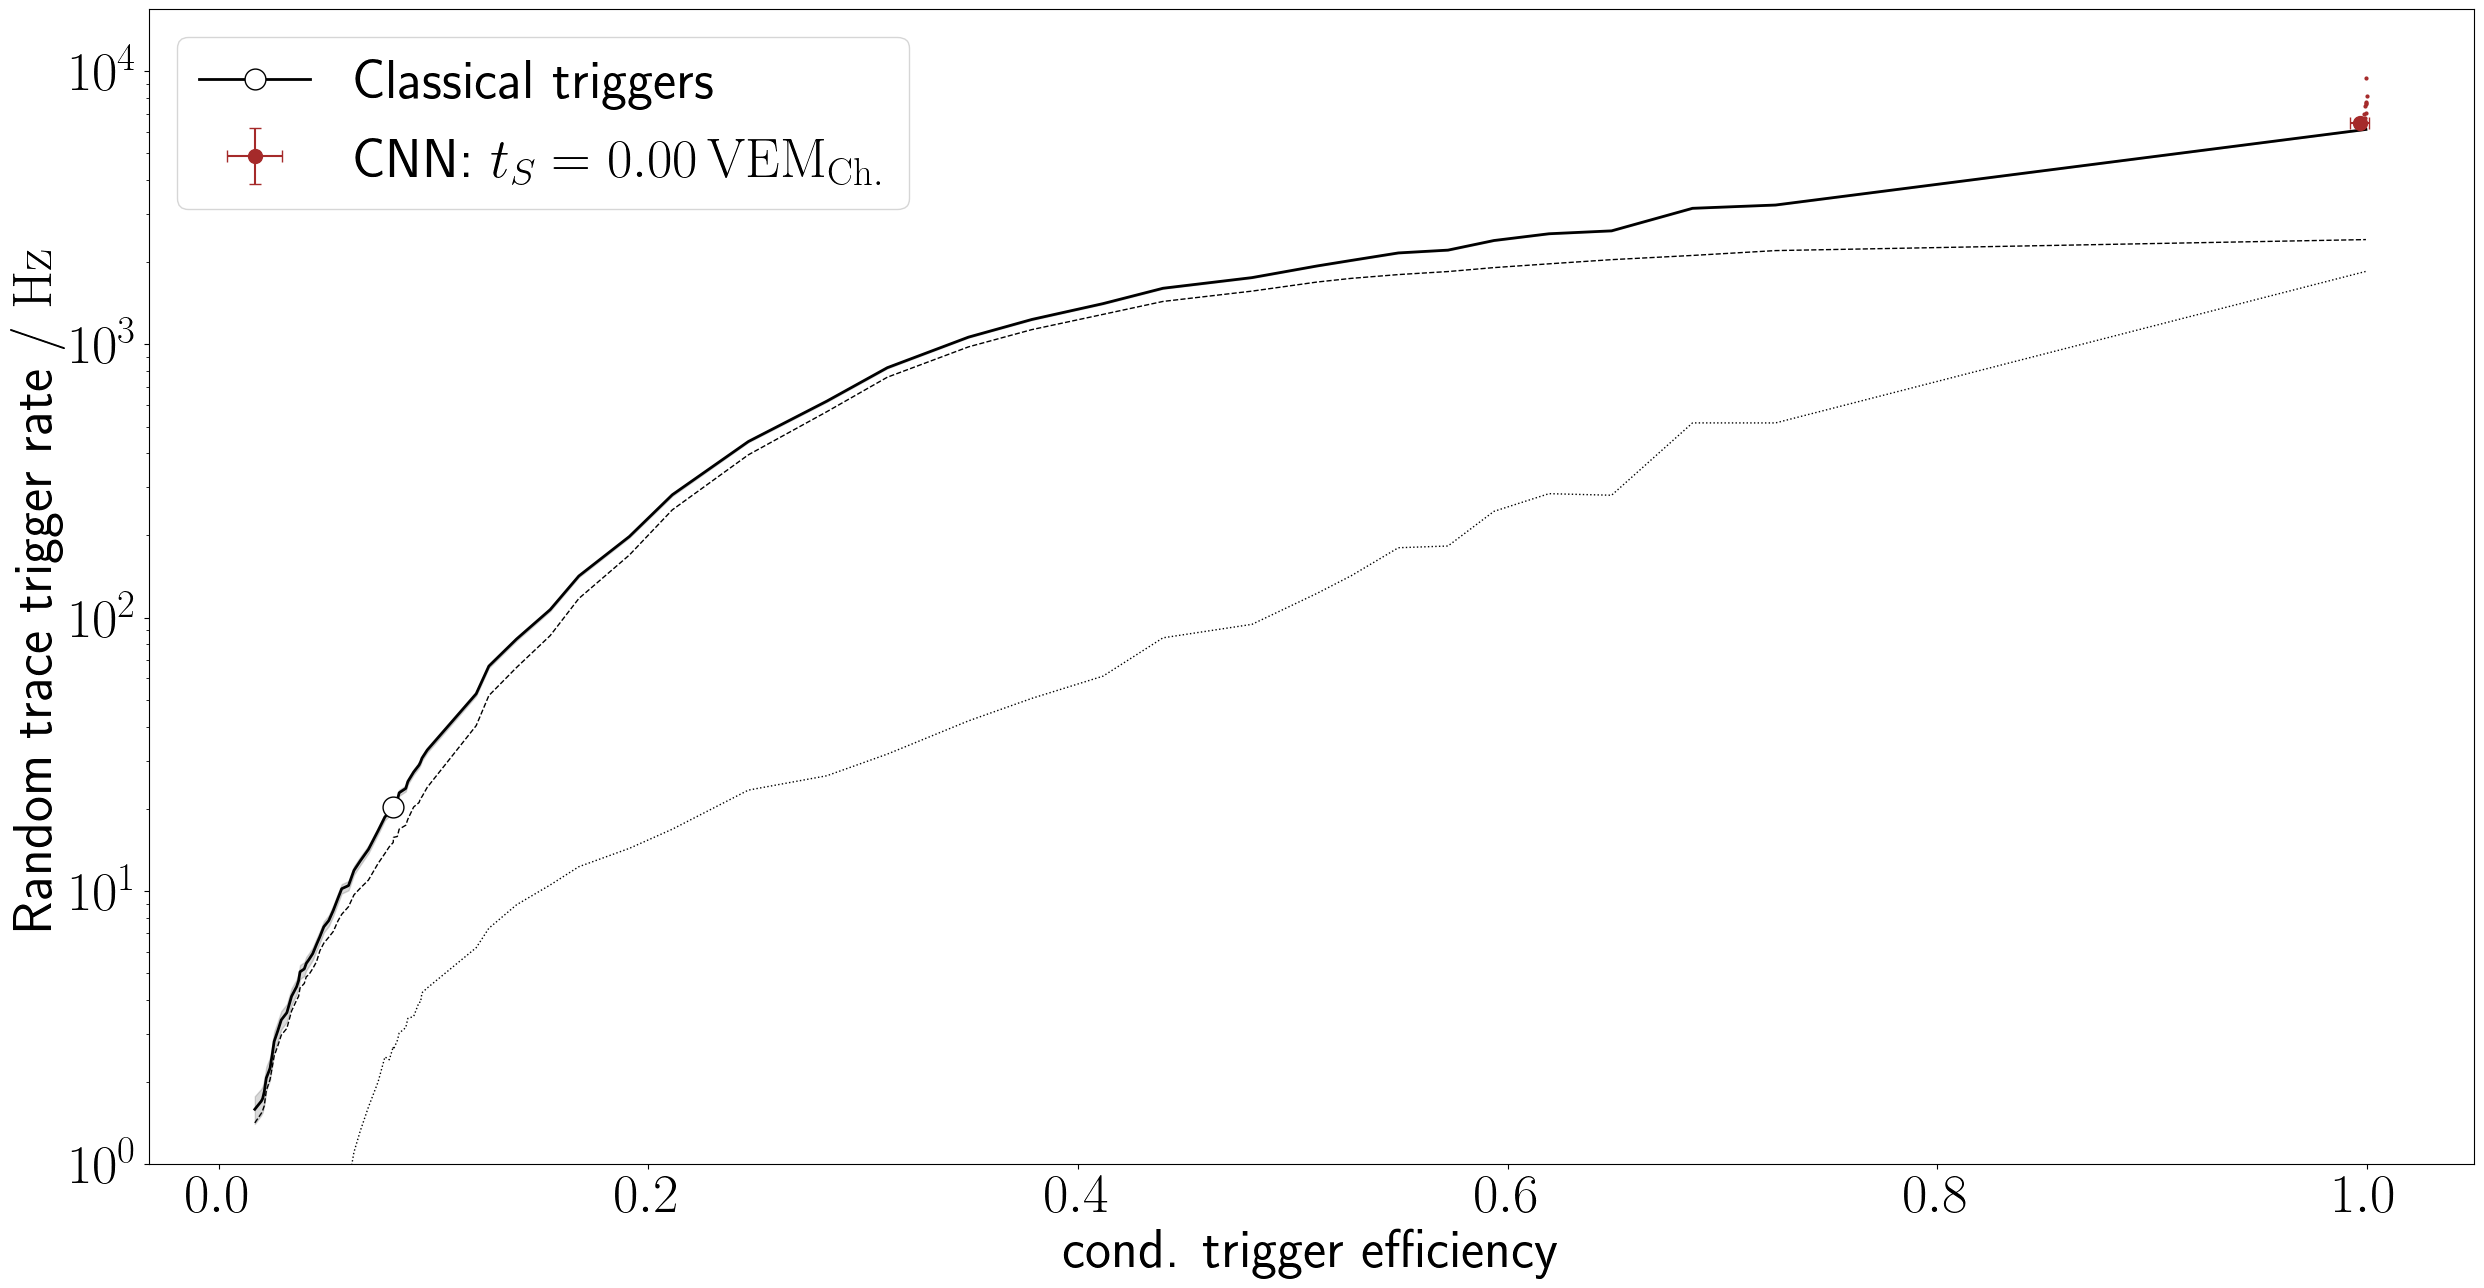 Classical triggers
CNN: $t_S = 0.00\,\mathrm{VEM}_{\mathrm{Ch.}}$
Random trace trigger rate / Hz
$10^4$
$10^3$
$10^2$
$10^1$
$10^0$
0.0 0.2 0.4 0.6 0.8 1.0
cond. trigger efficiency